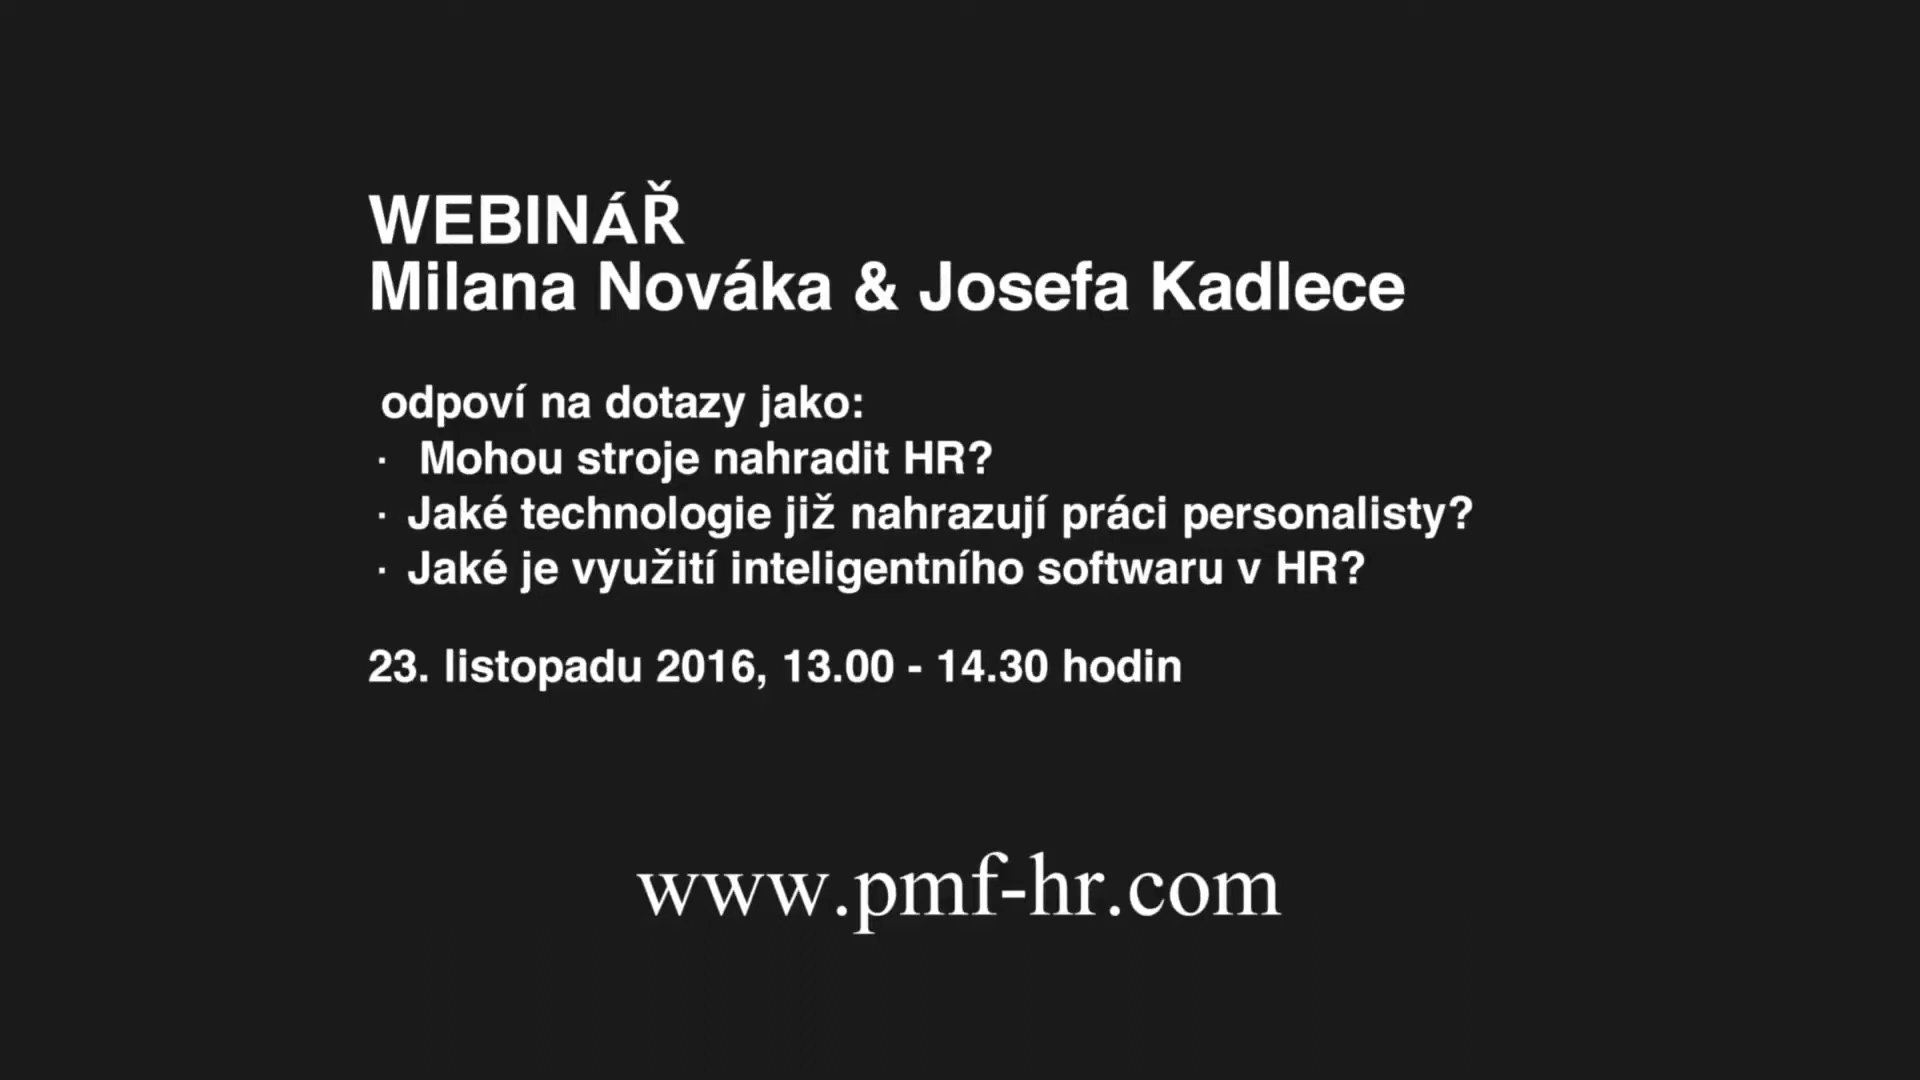 WEBINÁŘ
Milana Nováka & Josefa Kadlece
odpoví na dotazy jako:
· Mohou stroje nahradit HR?
· Jaké technologie již nahrazují práci personalisty?
· Jaké je využití inteligentního softwaru v HR?
23. listopadu 2016, 13.00 - 14.30 hodin
www.pmf-hr.com